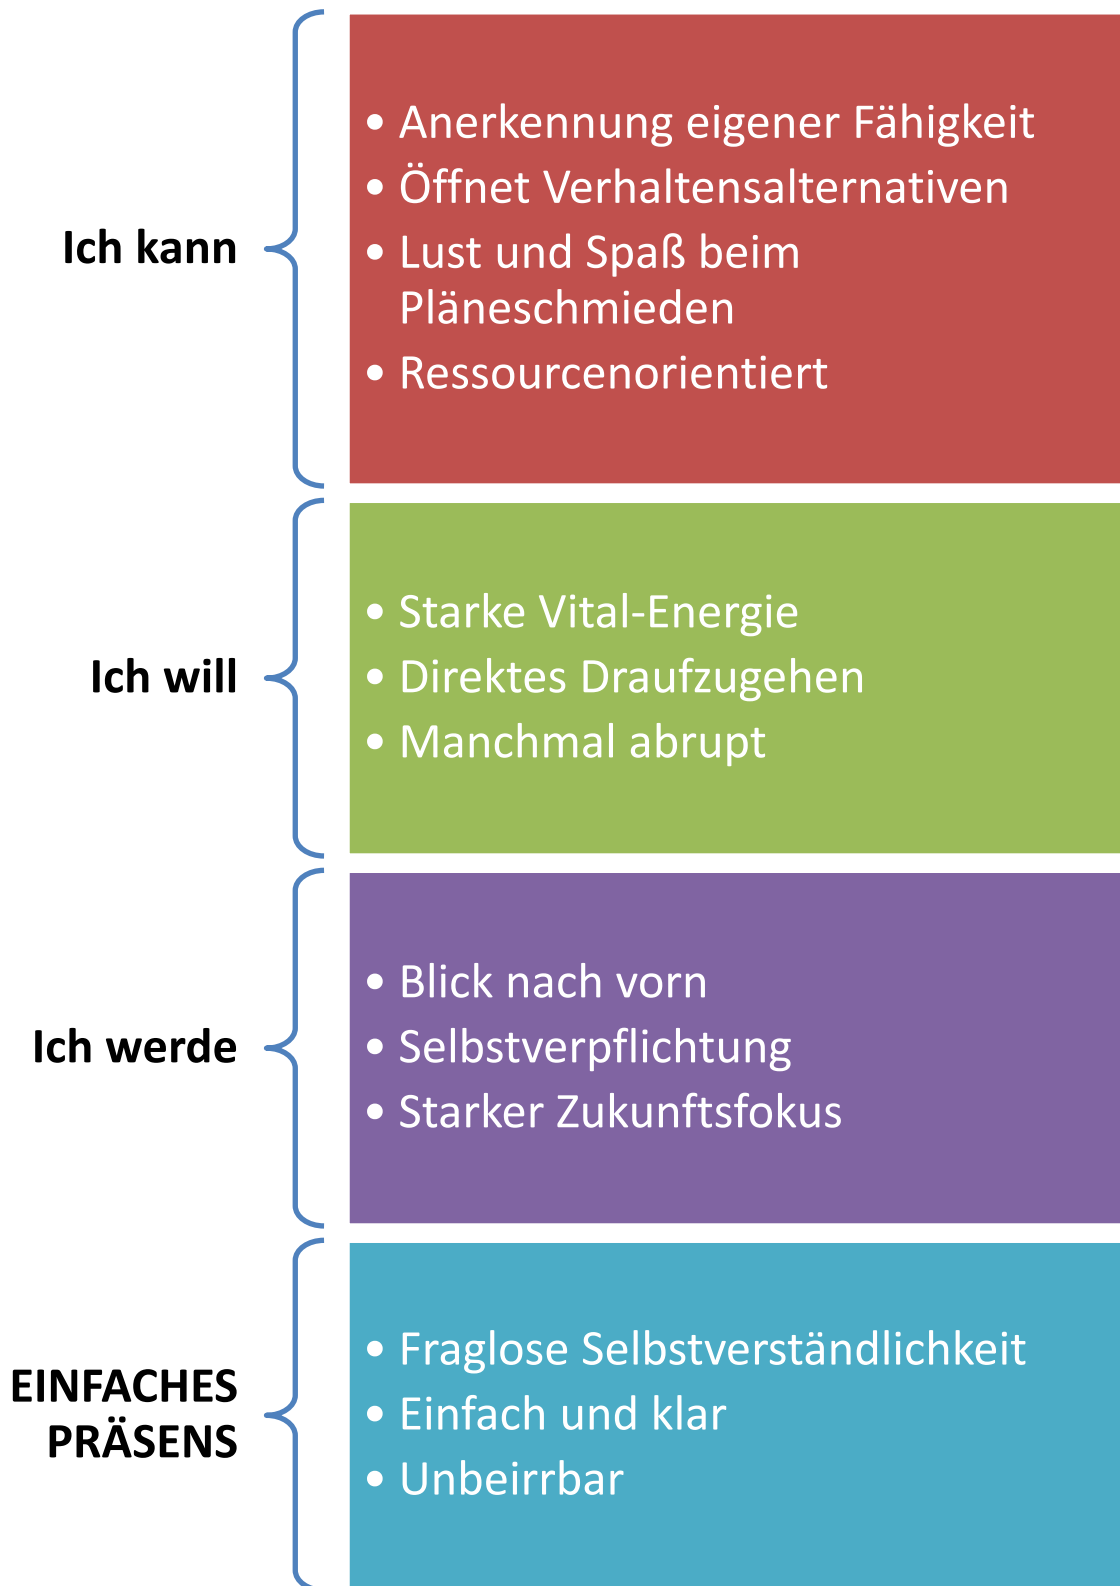 Ich kann
• Anerkennung eigener Fähigkeit
• Öffnet Verhaltensalternativen
• Lust und Spaß beim
Pläneschmieden
• Ressourcenorientiert
Ich will
• Starke Vital-Energie
• Direktes Draufzugehen
• Manchmal abrupt
Ich werde
• Blick nach vorn
• Selbstverpflichtung
• Starker Zukunftsfokus
EINFACHES
PRÄSENS
• Fraglose Selbstverständlichkeit
• Einfach und klar
• Unbeirrbar